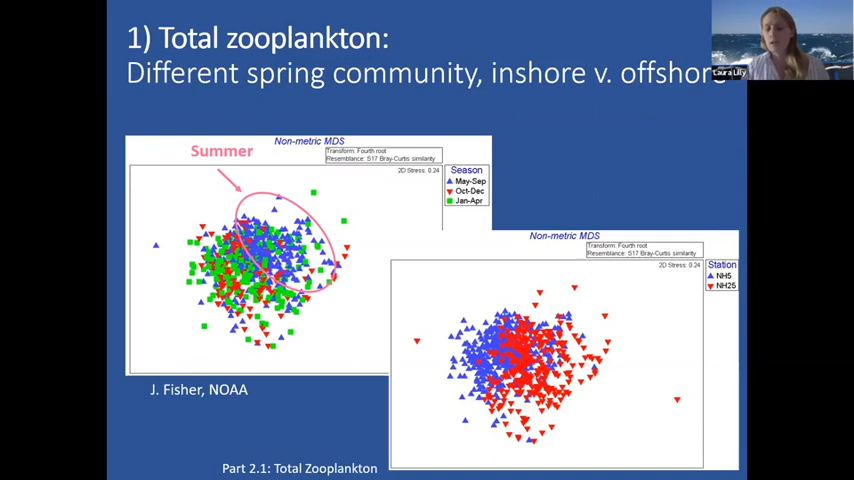 1) Total zooplankton:
Different spring community, inshore v. offshore
Laura Lilly
Non-metric MDS
Transform: Fourth root
Resemblance: S17 Bray-Curtis similarity
Summer
2D Stress: 0.24
Season
May-Sep
Oct-Dec
Jan-Apr
Non-metric MDS
Transform: Fourth root
Resemblance: S17 Bray-Curtis similarity
2D Stress: 0.24
Station
NH5
NH25
J. Fisher, NOAA
Part 2.1: Total Zooplankton